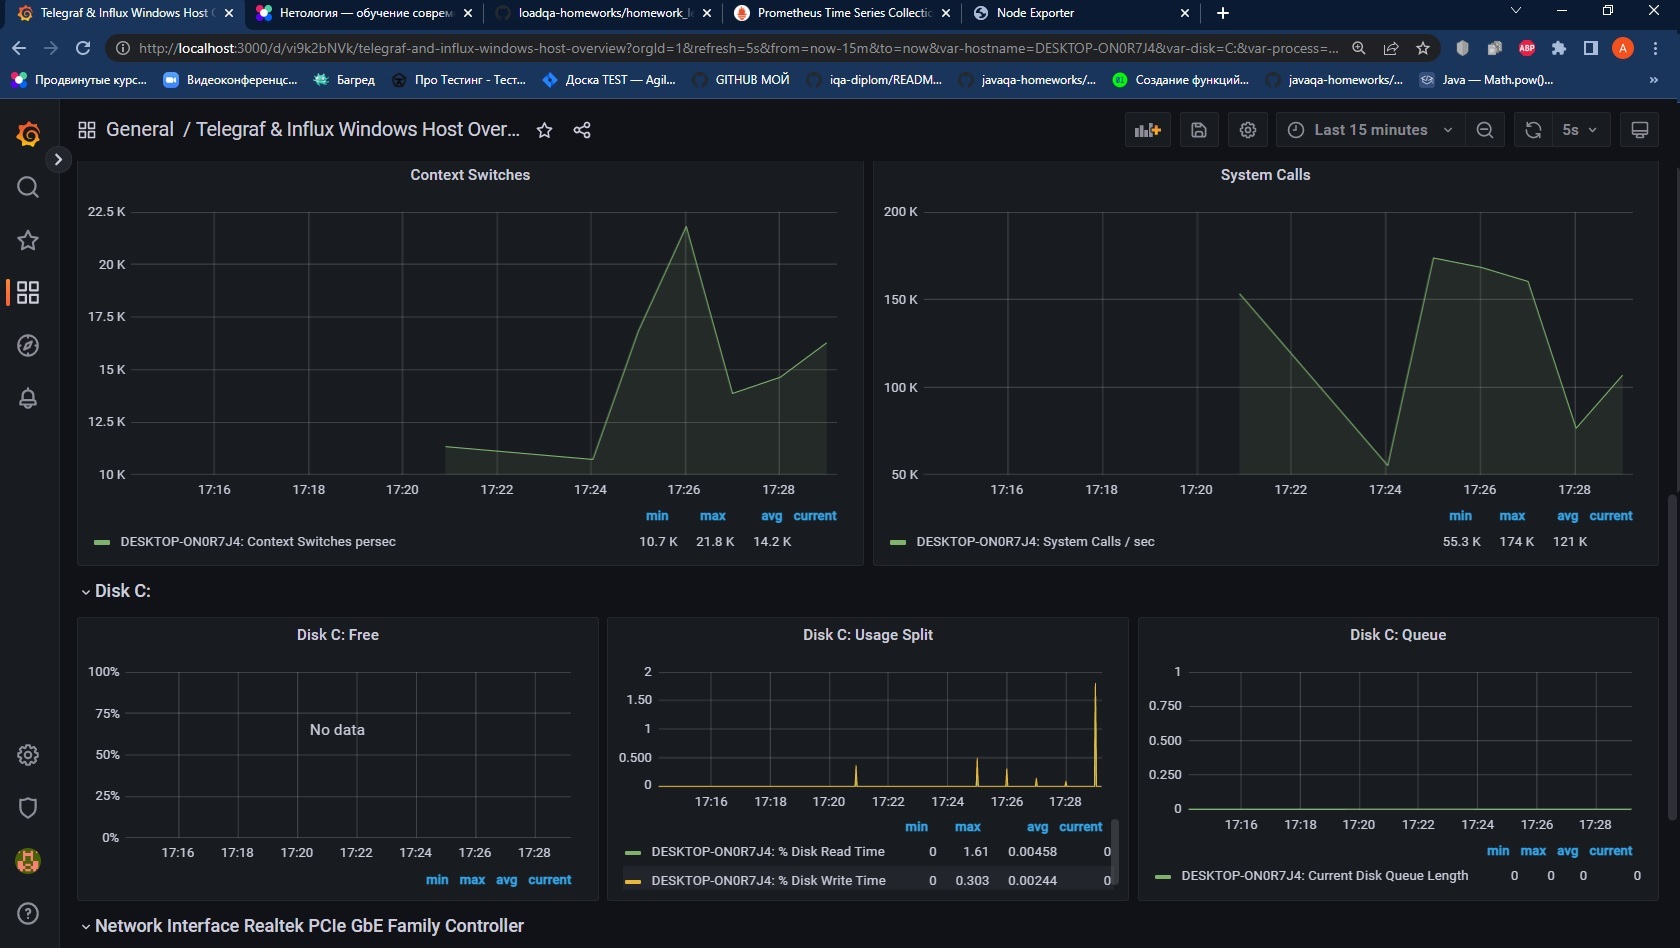 Telegraf & Influx Windows Host O
Нетология — обучение соврем
loadqa-homeworks/homework_l
Prometheus Time Series Collectio
Node Exporter
http://localhost:3000/d/vi9k2bNVk/telegraf-and-influx-windows-host-overview?orgId=1&refresh=5s&from=now-15m&to=now&var-hostname=DESKTOP-ON0R7J4&var-disk=C:&var-process=...
ABP
A
Продвинутые курс...
Видеоконференцс...
Багред
Про Тестинг - Тест...
Доска TEST — Agil...
GITHUB МОЙ
iqa-diplom/READM...
javaqa-homeworks/...
Создание функций...
javaqa-homeworks/...
Java — Math.pow()...
»
General / Telegraf & Influx Windows Host Over...
Last 15 minutes
5s
Context Switches
22.5 K
20 K
17.5 K
15 K
12.5 K
10 K
17:16 17:18 17:20 17:22 17:24 17:26 17:28
min max avg current
DESKTOP-ON0R7J4: Context Switches persec 10.7 K 21.8 K 14.2 K
System Calls
200 K
150 K
100 K
50 K
17:16 17:18 17:20 17:22 17:24 17:26 17:28
min max avg current
DESKTOP-ON0R7J4: System Calls / sec 55.3 K 174 K 121 K
Disk C:
Disk C: Free
100%
75%
No data
50%
25%
0%
17:16 17:18 17:20 17:22 17:24 17:26 17:28
min max avg current
Disk C: Usage Split
2
1.50
1
0.500
0
17:16 17:18 17:20 17:22 17:24 17:26 17:28
min max avg current
DESKTOP-ON0R7J4: % Disk Read Time 0 1.61 0.00458 0
DESKTOP-ON0R7J4: % Disk Write Time 0 0.303 0.00244 0
Disk C: Queue
1
0.750
0.500
0.250
0
17:16 17:18 17:20 17:22 17:24 17:26 17:28
min max avg current
DESKTOP-ON0R7J4: Current Disk Queue Length 0 0 0 0
Network Interface Realtek PCIe GbE Family Controller